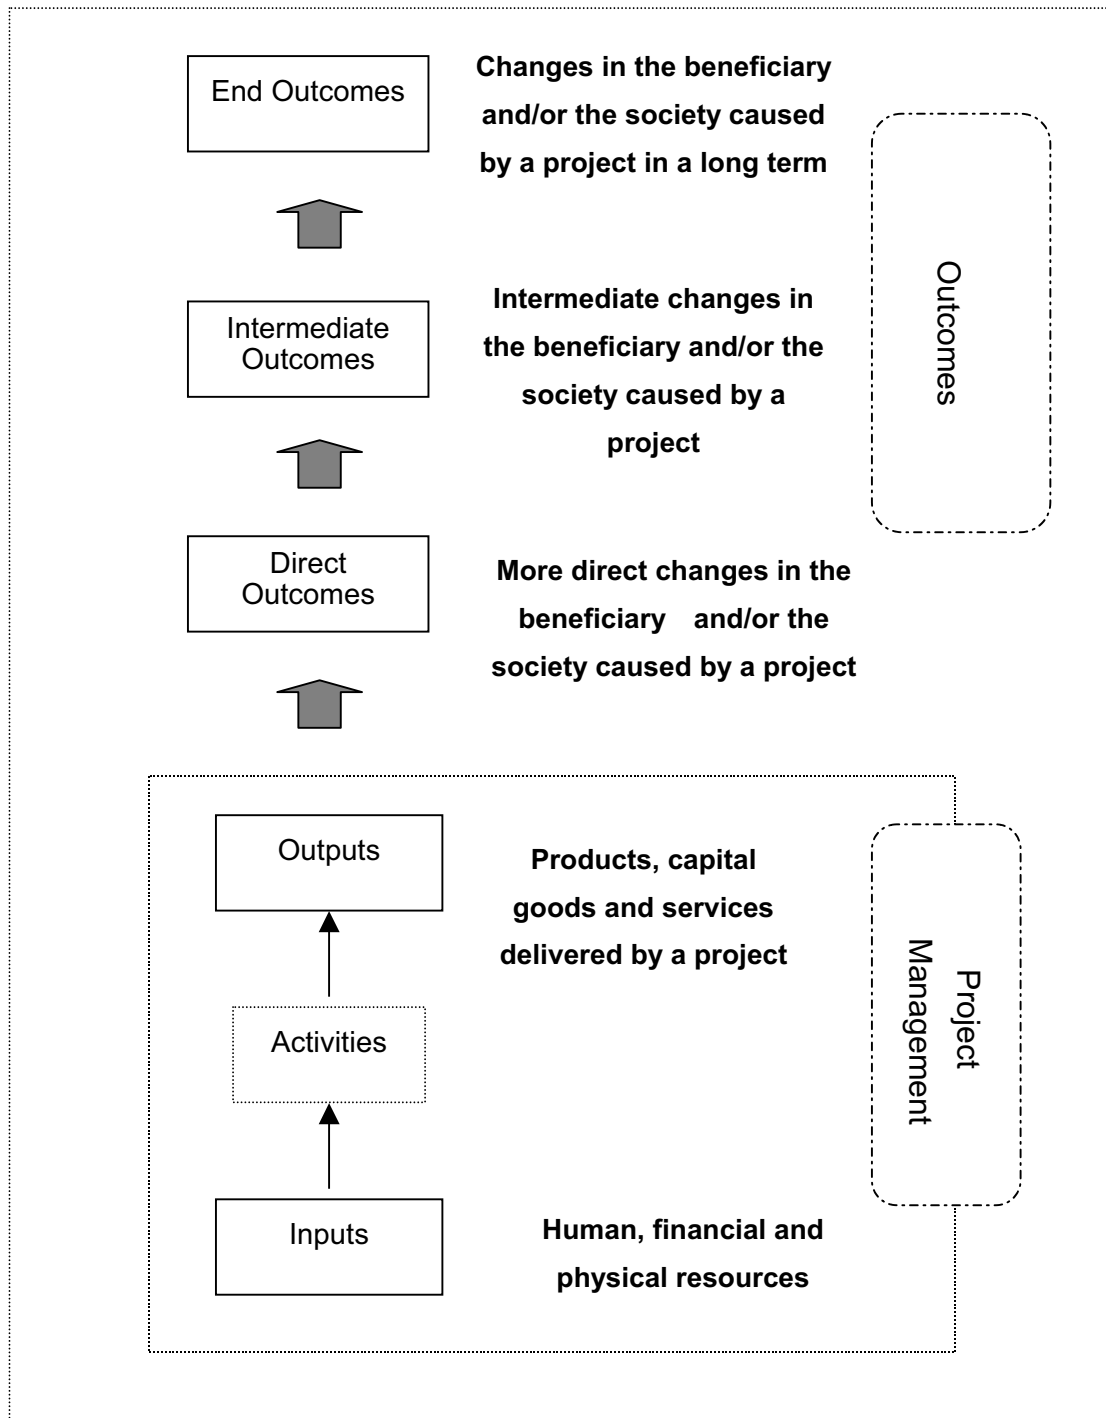 End Outcomes
Changes in the beneficiary
and/or the society caused
by a project in a long term
Outcomes
Intermediate
Outcomes
Intermediate changes in
the beneficiary and/or the
society caused by a
project
Direct
Outcomes
More direct changes in the
beneficiary and/or the
society caused by a project
Outputs
Products, capital
goods and services
delivered by a project
Project
Management
Activities
Inputs
Human, financial and
physical resources